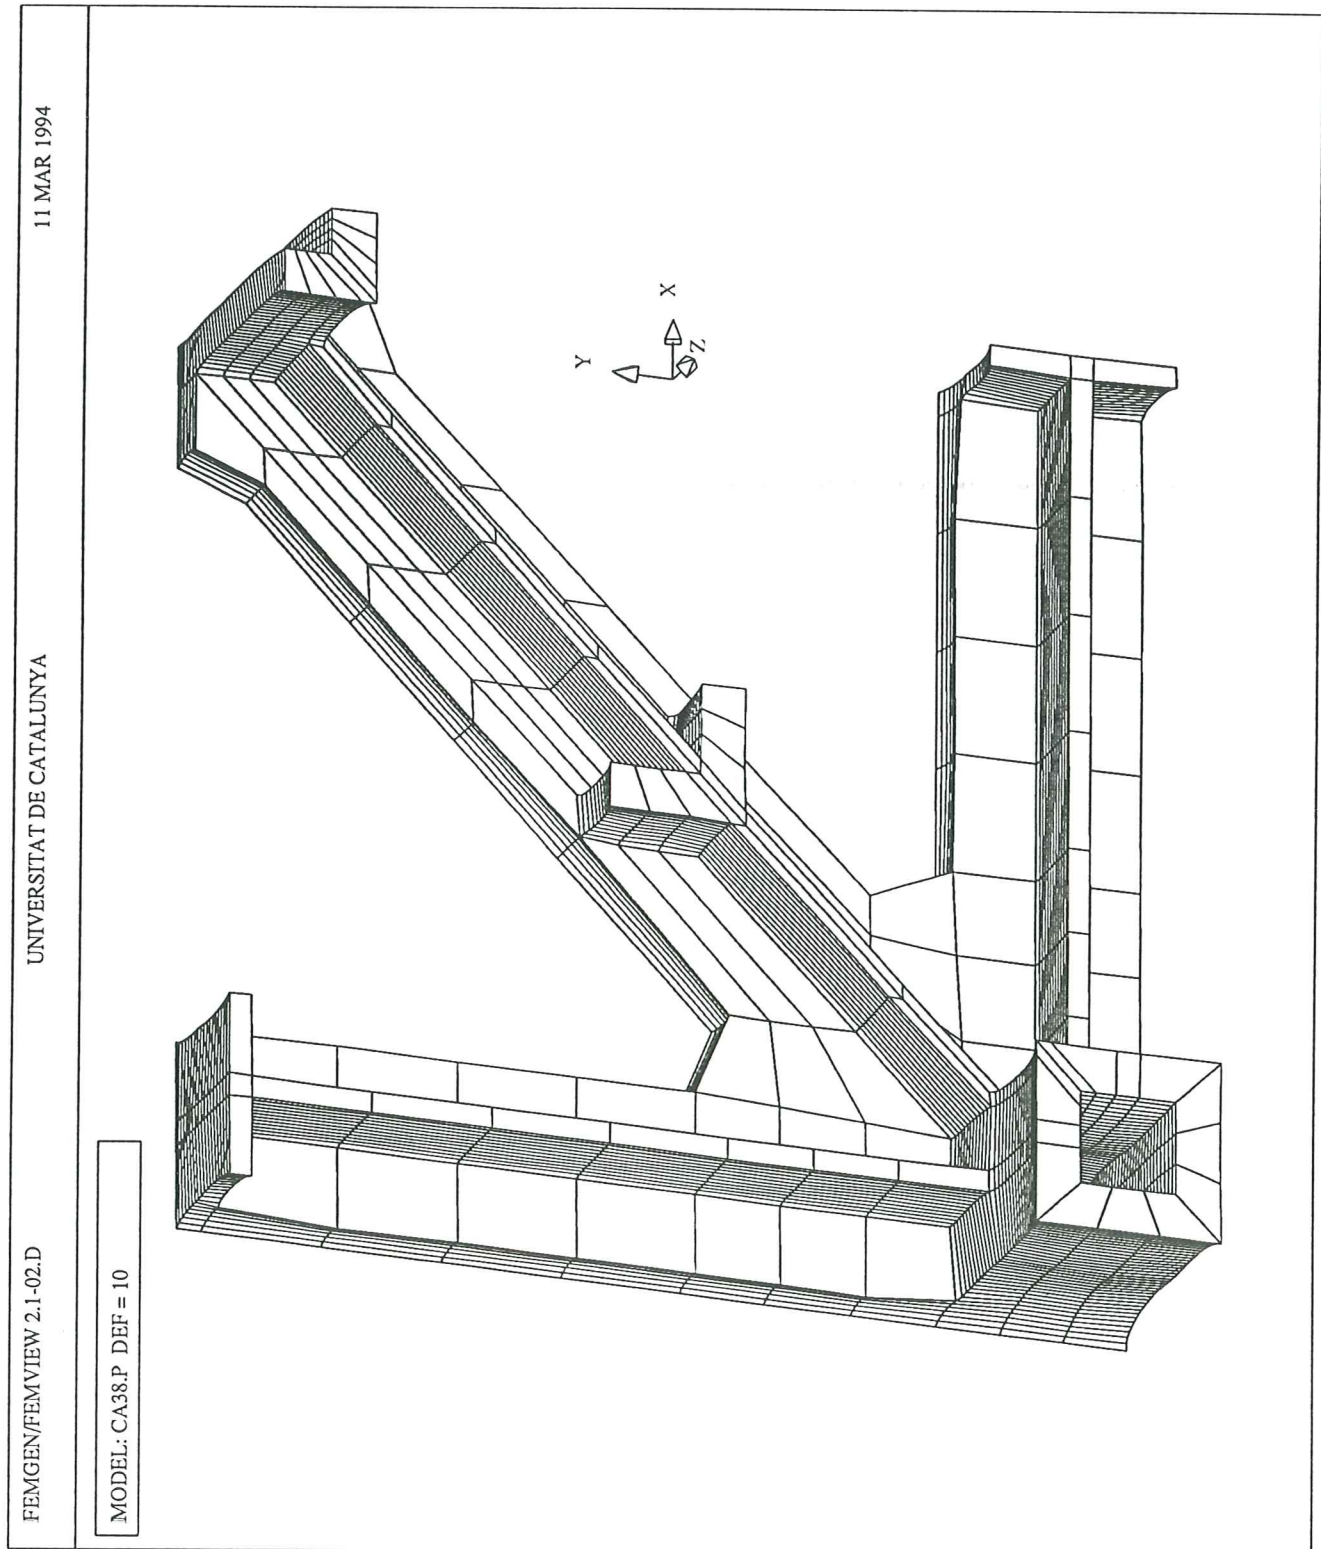 FEMGEN/FEMVIEW 2.1-02.D
UNIVERSITAT DE CATALUNYA
11 MAR 1994
MODEL: CA38.P DEF = 10
Y
X
Z